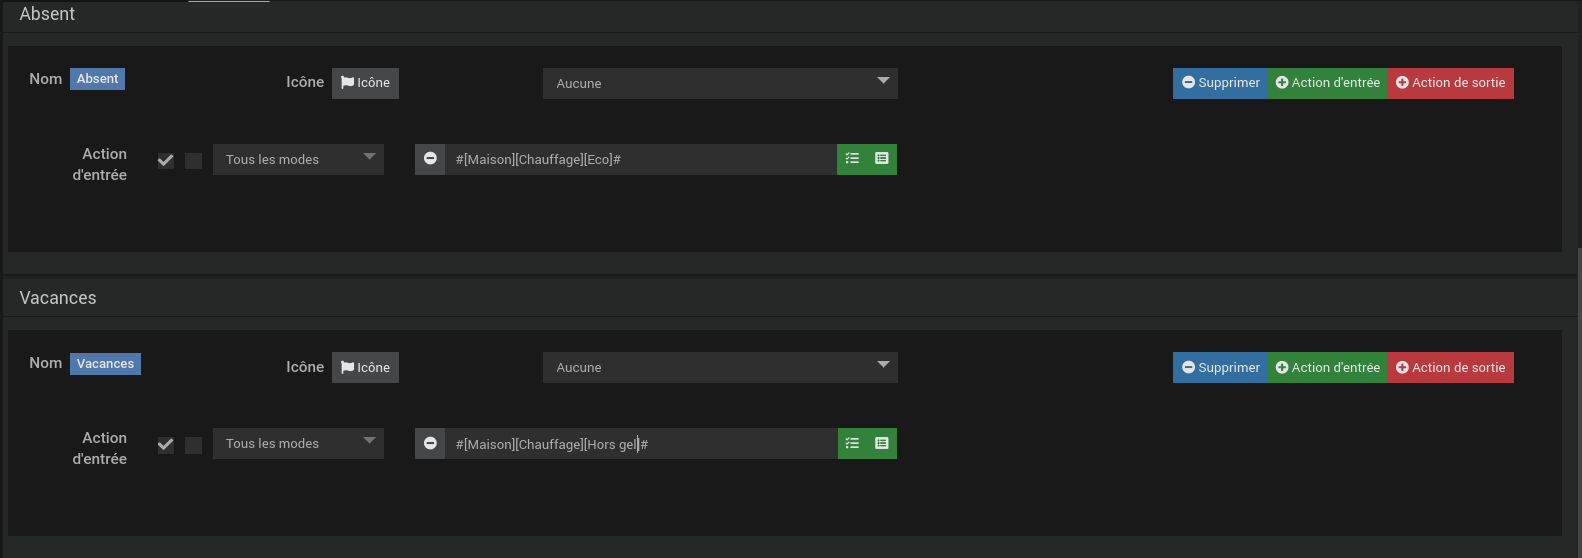 Absent
Nom Absent Icône Icône Aucune Supprimer Action d'entrée Action de sortie
Action d'entrée Tous les modes #[Maison][Chauffage][Eco]#
Vacances
Nom Vacances Icône Icône Aucune Supprimer Action d'entrée Action de sortie
Action d'entrée Tous les modes #[Maison][Chauffage][Hors gel]#